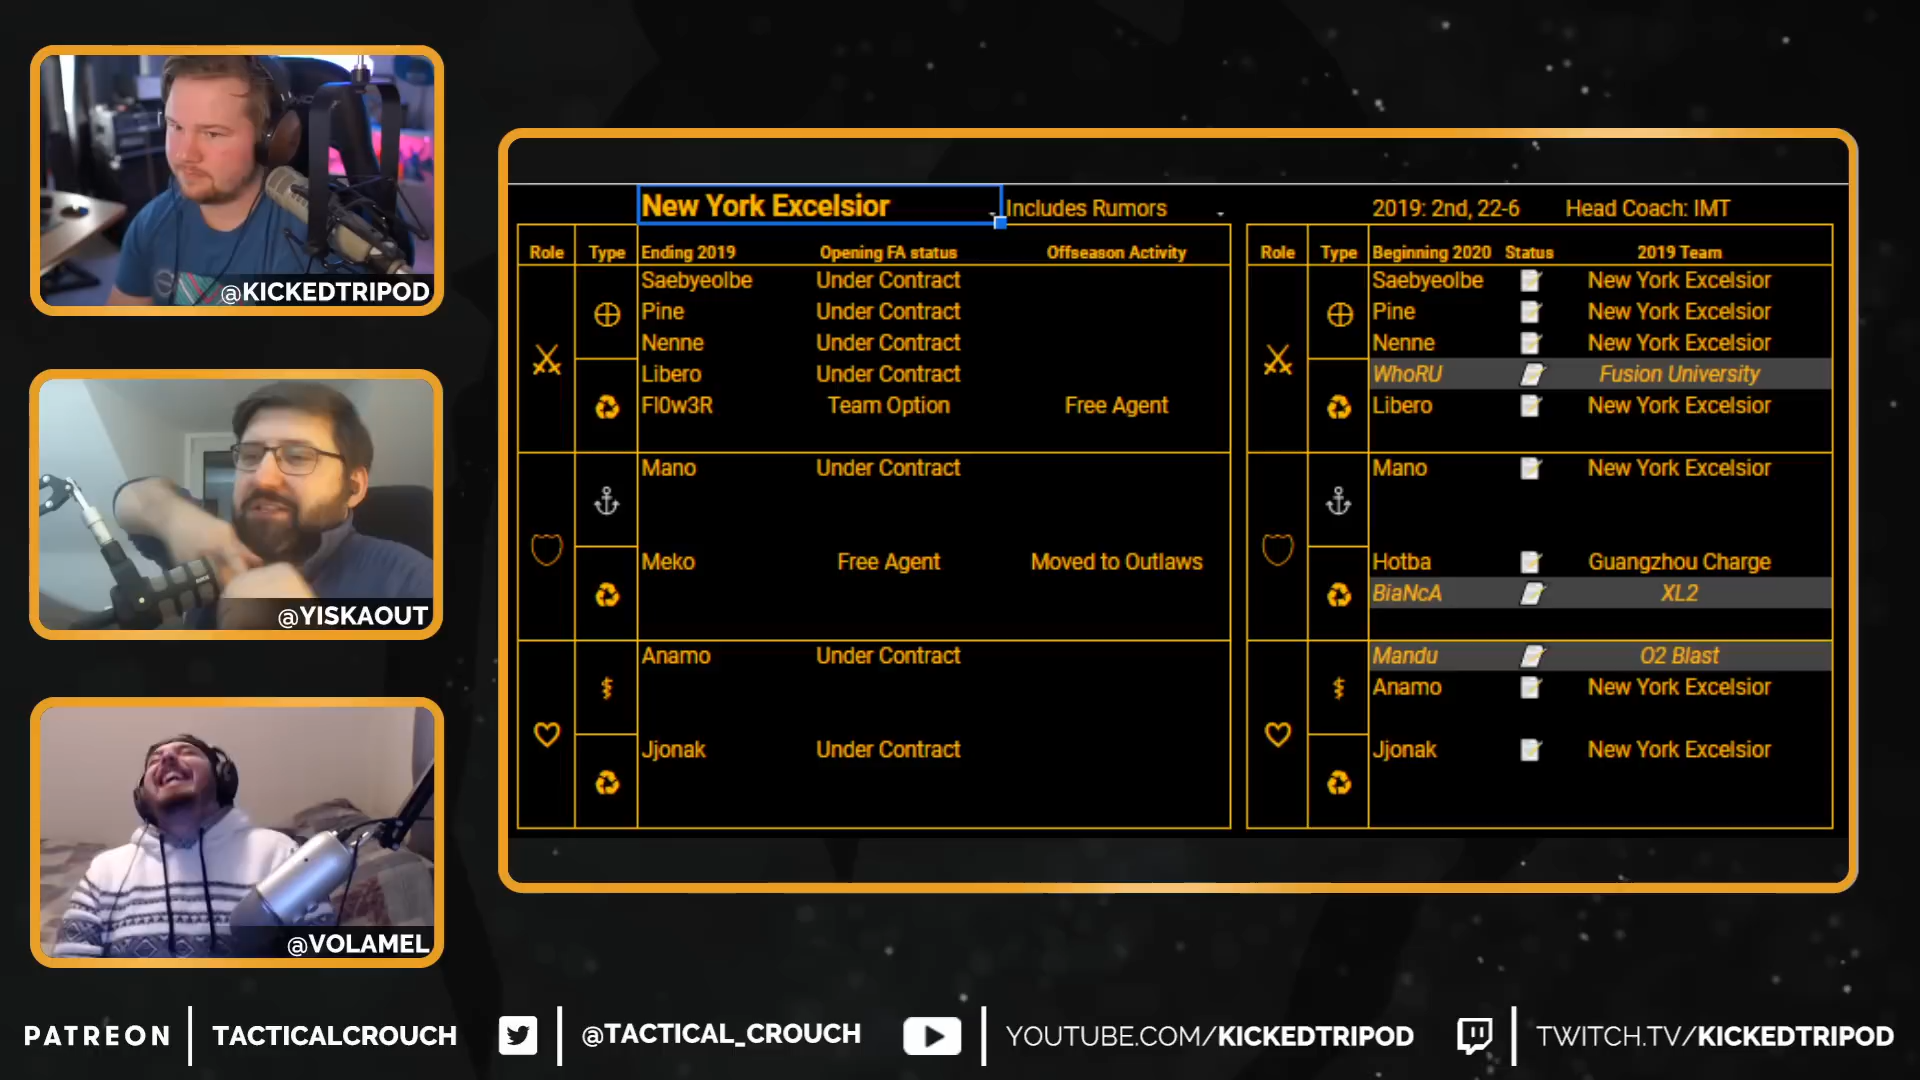 @KICKEDTRIPOD
@YISKAOUT
@VOLAMEL
New York Excelsior Includes Rumors 2019: 2nd, 22-6 Head Coach: IMT
Role Type Ending 2019 Opening FA status Offseason Activity Role Type Beginning 2020 Status 2019 Team
Saebyeolbe Under Contract Saebyeolbe New York Excelsior
Pine Under Contract Pine New York Excelsior
Nenne Under Contract Nenne New York Excelsior
Libero Under Contract WhoRU Fusion University
Fl0w3R Team Option Free Agent Libero New York Excelsior
Mano Under Contract Mano New York Excelsior
Meko Free Agent Moved to Outlaws Hotba Guangzhou Charge
BiaNcA XL2
Anamo Under Contract Mandu O2 Blast
Anamo New York Excelsior
Jjonak Under Contract Jjonak New York Excelsior
PATREON TACTICALCROUCH @TACTICAL_CROUCH YOUTUBE.COM/KICKEDTRIPOD TWITCH.TV/KICKEDTRIPOD